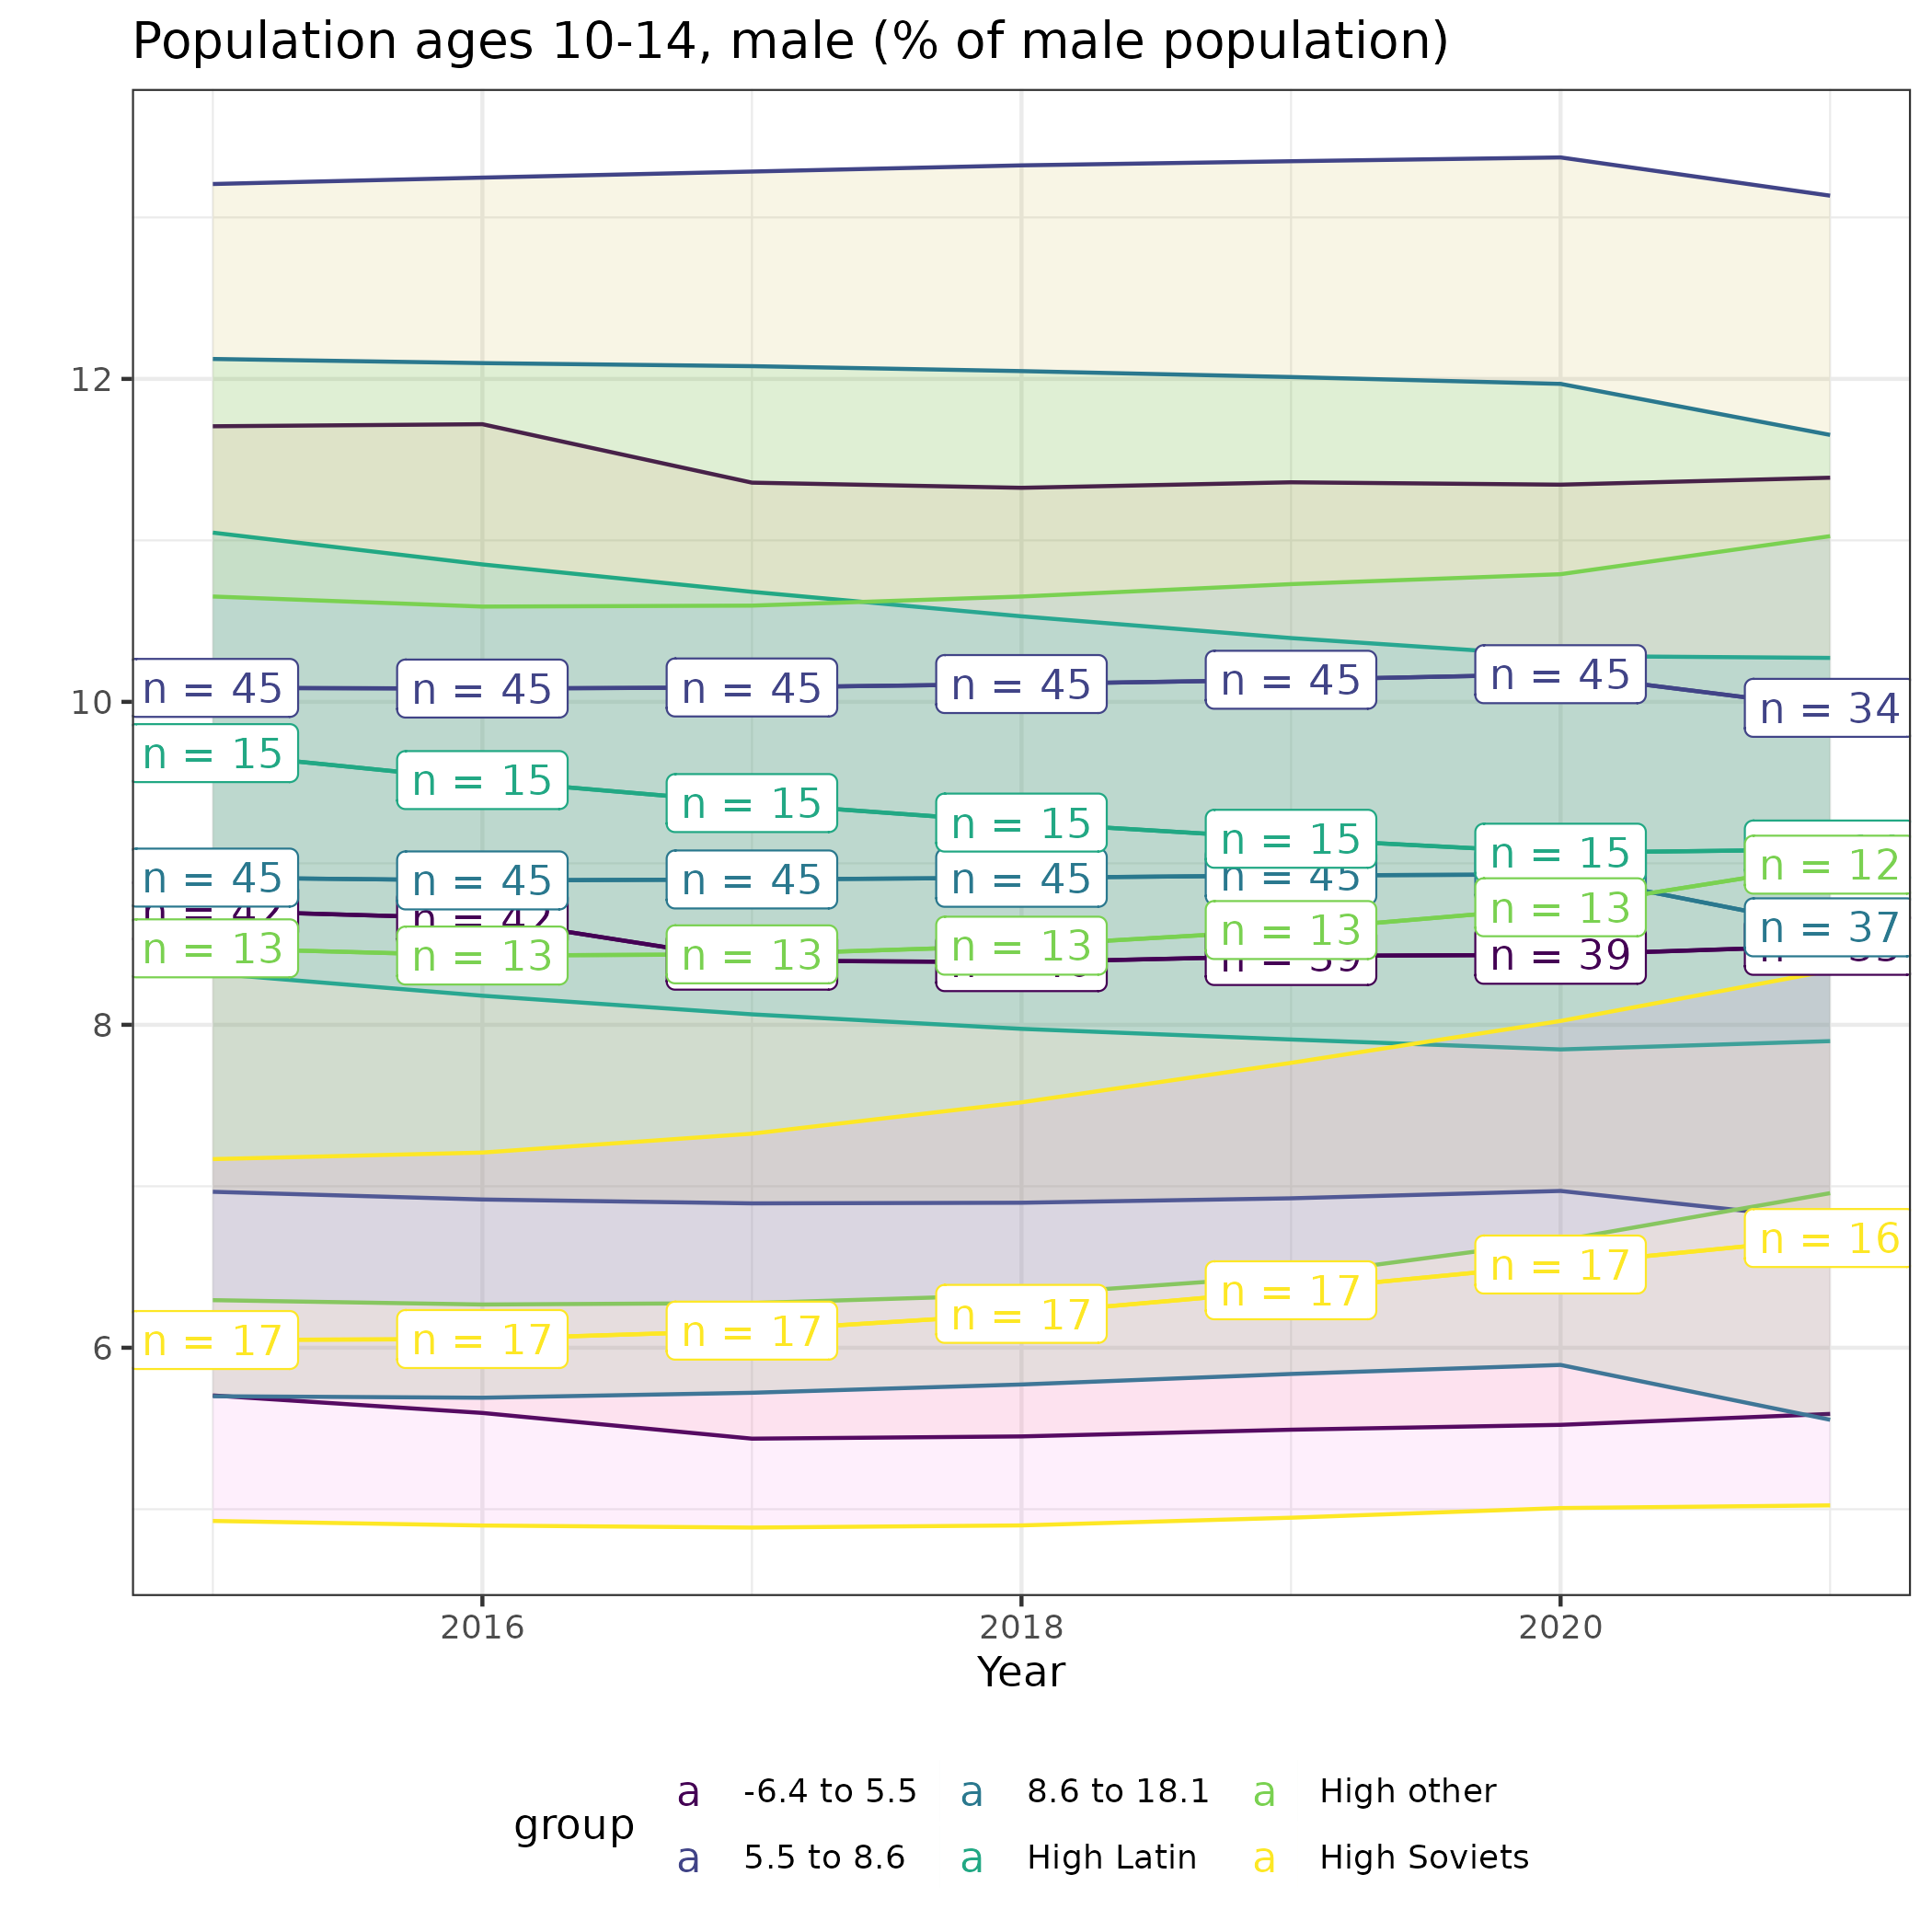 Population ages 10-14, male (% of male population)
12
10
8
6
n = 45 n = 45 n = 45 n = 45 n = 45 n = 45 n = 34
n = 15 n = 15 n = 15 n = 15 n = 15 n = 15
n = 45 n = 45 n = 45 n = 45 n = 45 n = 37
n = 42 n = 42 n = 39 n = 39
n = 13 n = 13 n = 13 n = 13 n = 13 n = 13 n = 12
n = 17 n = 17 n = 17 n = 17 n = 17 n = 17 n = 16
2016 2018 2020
Year
group
a -6.4 to 5.5 a 8.6 to 18.1 a High other
a 5.5 to 8.6 a High Latin a High Soviets